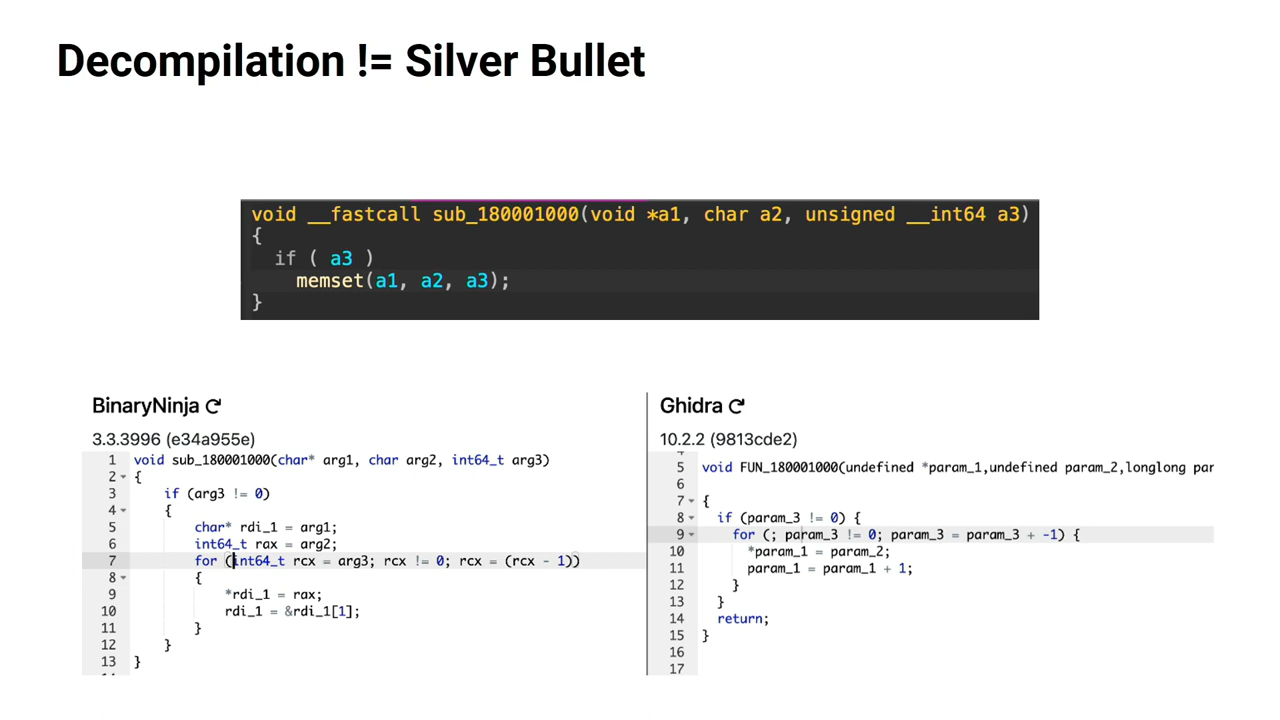 Decompilation != Silver Bullet
void __fastcall sub_180001000(void *a1, char a2, unsigned __int64 a3)
{
if ( a3 )
memset(a1, a2, a3);
}
BinaryNinja
3.3.3996 (e34a955e)
1 void sub_180001000(char* arg1, char arg2, int64_t arg3)
2 {
3 if (arg3 != 0)
4 {
5 char* rdi_1 = arg1;
6 int64_t rax = arg2;
7 for (int64_t rcx = arg3; rcx != 0; rcx = (rcx - 1))
8 {
9 *rdi_1 = rax;
10 rdi_1 = &rdi_1[1];
11 }
12 }
13 }
Ghidra
10.2.2 (9813cde2)
5 void FUN_180001000(undefined *param_1,undefined param_2,longlong par
6
7 {
8 if (param_3 != 0) {
9 for (; param_3 != 0; param_3 = param_3 + -1) {
10 *param_1 = param_2;
11 param_1 = param_1 + 1;
12 }
13 }
14 return;
15 }
16
17